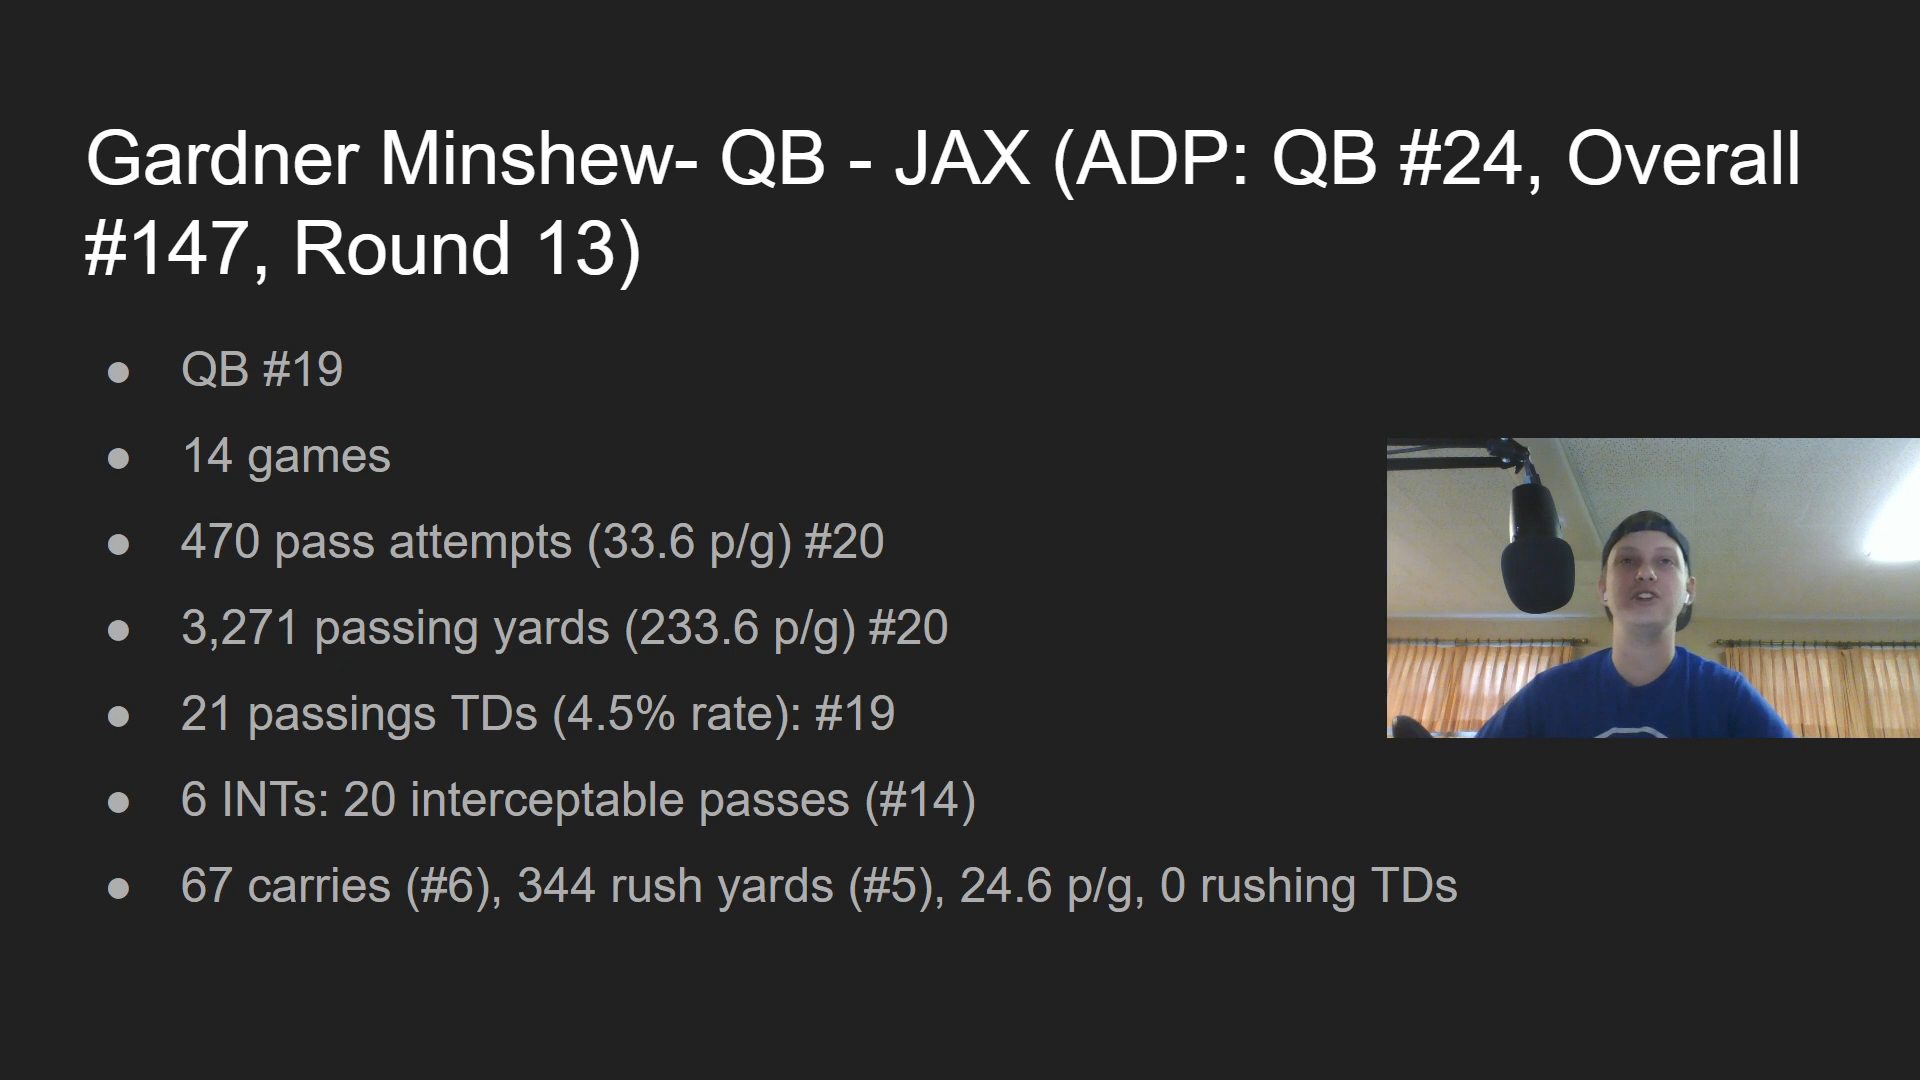 Gardner Minshew- QB - JAX (ADP: QB #24, Overall
#147, Round 13)
● QB #19
● 14 games
● 470 pass attempts (33.6 p/g) #20
● 3,271 passing yards (233.6 p/g) #20
● 21 passings TDs (4.5% rate): #19
● 6 INTs: 20 interceptable passes (#14)
● 67 carries (#6), 344 rush yards (#5), 24.6 p/g, 0 rushing TDs